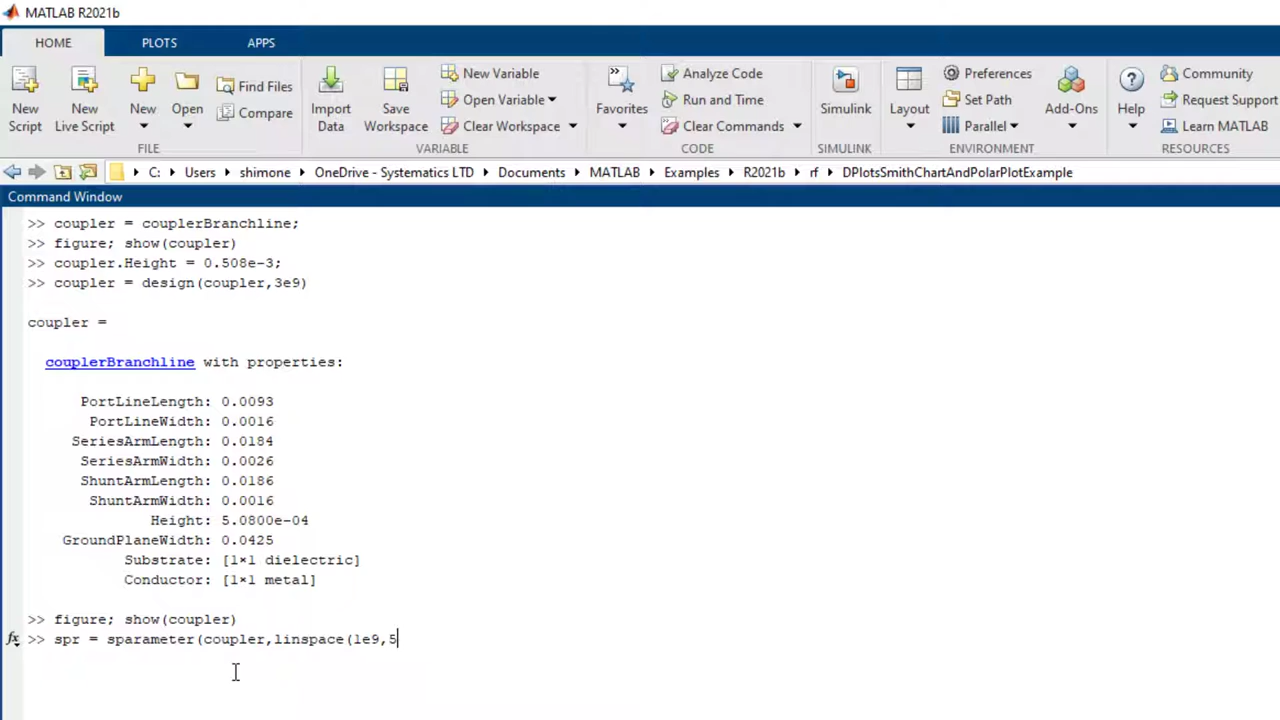 MATLAB R2021b
HOME PLOTS APPS
New Script
New Live Script
New
Open
Find Files
Compare
FILE
Import Data
Save Workspace
New Variable
Open Variable
Clear Workspace
VARIABLE
Favorites
Analyze Code
Run and Time
Clear Commands
CODE
Simulink
SIMULINK
Layout
Preferences
Set Path
Parallel
ENVIRONMENT
Add-Ons
Help
Community
Request Support
Learn MATLAB
RESOURCES
C: Users shimone OneDrive - Systematics LTD Documents MATLAB Examples R2021b rf DPlotsSmithChartAndPolarPlotExample
Command Window
>> coupler = couplerBranchline;
>> figure; show(coupler)
>> coupler.Height = 0.508e-3;
>> coupler = design(coupler,3e9)
coupler =
couplerBranchline with properties:
PortLineLength: 0.0093
PortLineWidth: 0.0016
SeriesArmLength: 0.0184
SeriesArmWidth: 0.0026
ShuntArmLength: 0.0186
ShuntArmWidth: 0.0016
Height: 5.0800e-04
GroundPlaneWidth: 0.0425
Substrate: [1×1 dielectric]
Conductor: [1×1 metal]
>> figure; show(coupler)
fx >> spr = sparameter(coupler,linspace(1e9,5